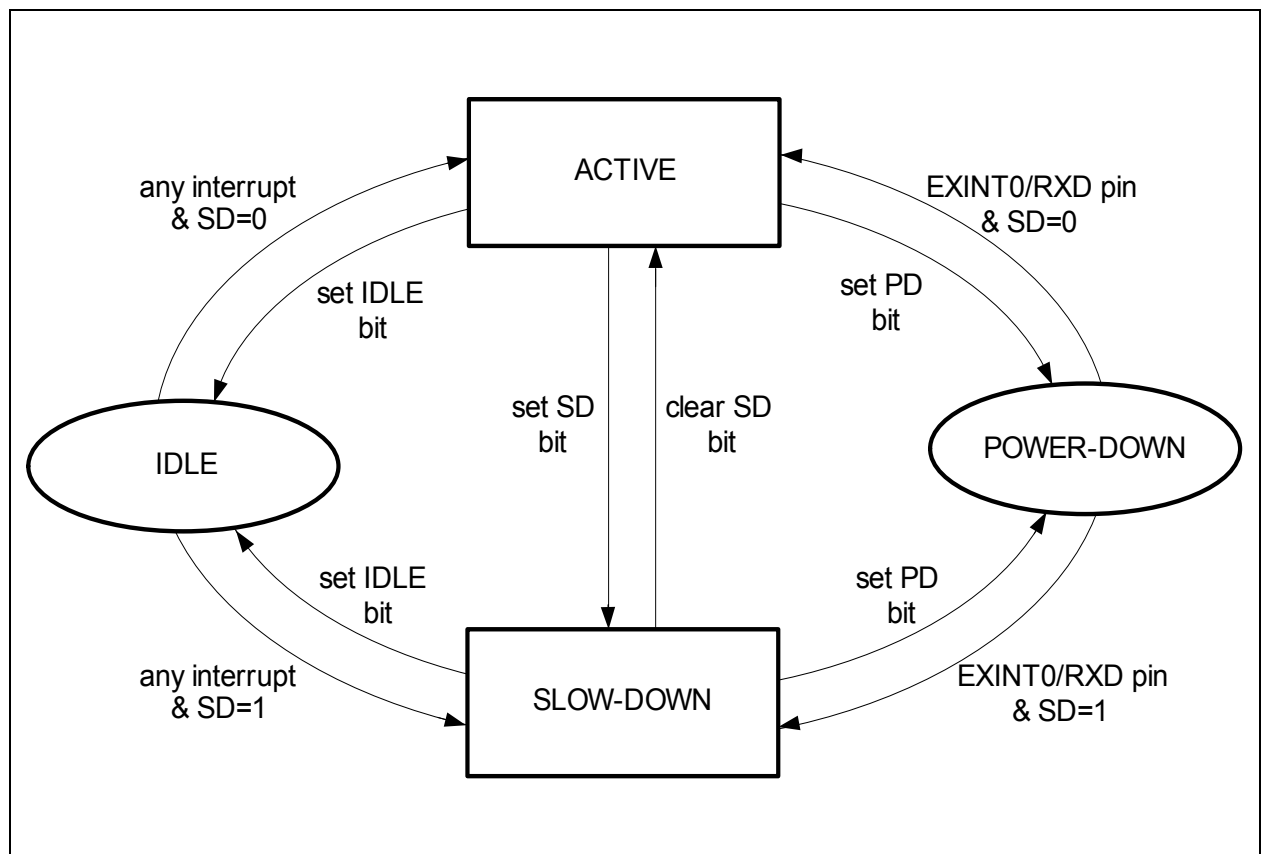 ACTIVE
any interrupt
& SD=0
EXINT0/RXD pin
& SD=0
set IDLE
bit
set PD
bit
set SD
bit
clear SD
bit
IDLE
POWER-DOWN
set IDLE
bit
set PD
bit
any interrupt
& SD=1
SLOW-DOWN
EXINT0/RXD pin
& SD=1